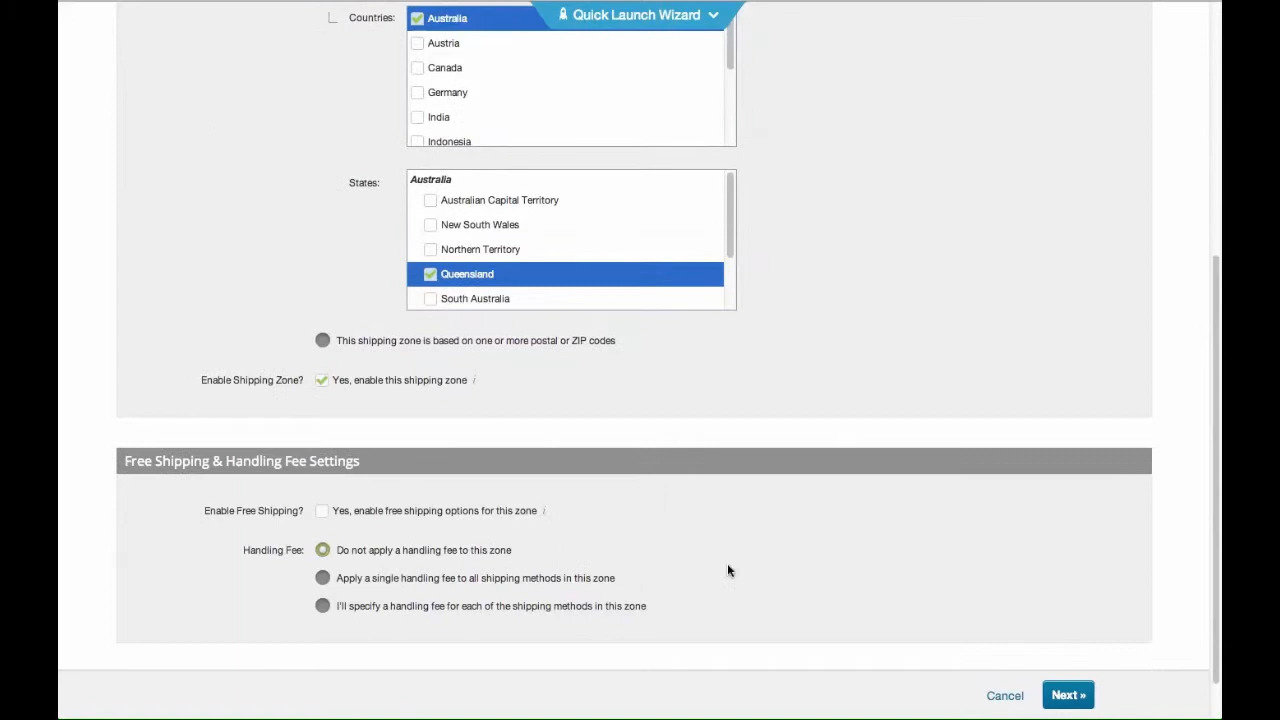 Quick Launch Wizard
Countries:
Australia
Austria
Canada
Germany
India
Indonesia
States:
Australia
Australian Capital Territory
New South Wales
Northern Territory
Queensland
South Australia
This shipping zone is based on one or more postal or ZIP codes
Enable Shipping Zone? Yes, enable this shipping zone i
Free Shipping & Handling Fee Settings
Enable Free Shipping? Yes, enable free shipping options for this zone i
Handling Fee: Do not apply a handling fee to this zone
Apply a single handling fee to all shipping methods in this zone
I'll specify a handling fee for each of the shipping methods in this zone
Cancel Next »